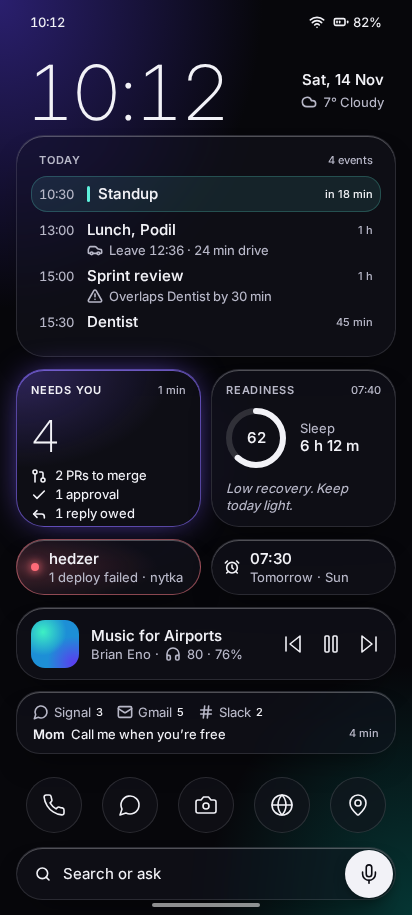 10:12 82%
10:12
Sat, 14 Nov
7° Cloudy
TODAY 4 events
10:30 Standup in 18 min
13:00 Lunch, Podil 1 h
Leave 12:36 · 24 min drive
15:00 Sprint review 1 h
Overlaps Dentist by 30 min
15:30 Dentist 45 min
NEEDS YOU 1 min
4
2 PRs to merge
1 approval
1 reply owed
READINESS 07:40
62
Sleep
6 h 12 m
Low recovery. Keep
today light.
hedzer
1 deploy failed · nytka
07:30
Tomorrow · Sun
Music for Airports
Brian Eno · 80 · 76%
Signal 3 Gmail 5 Slack 2
Mom Call me when you're free 4 min
Search or ask